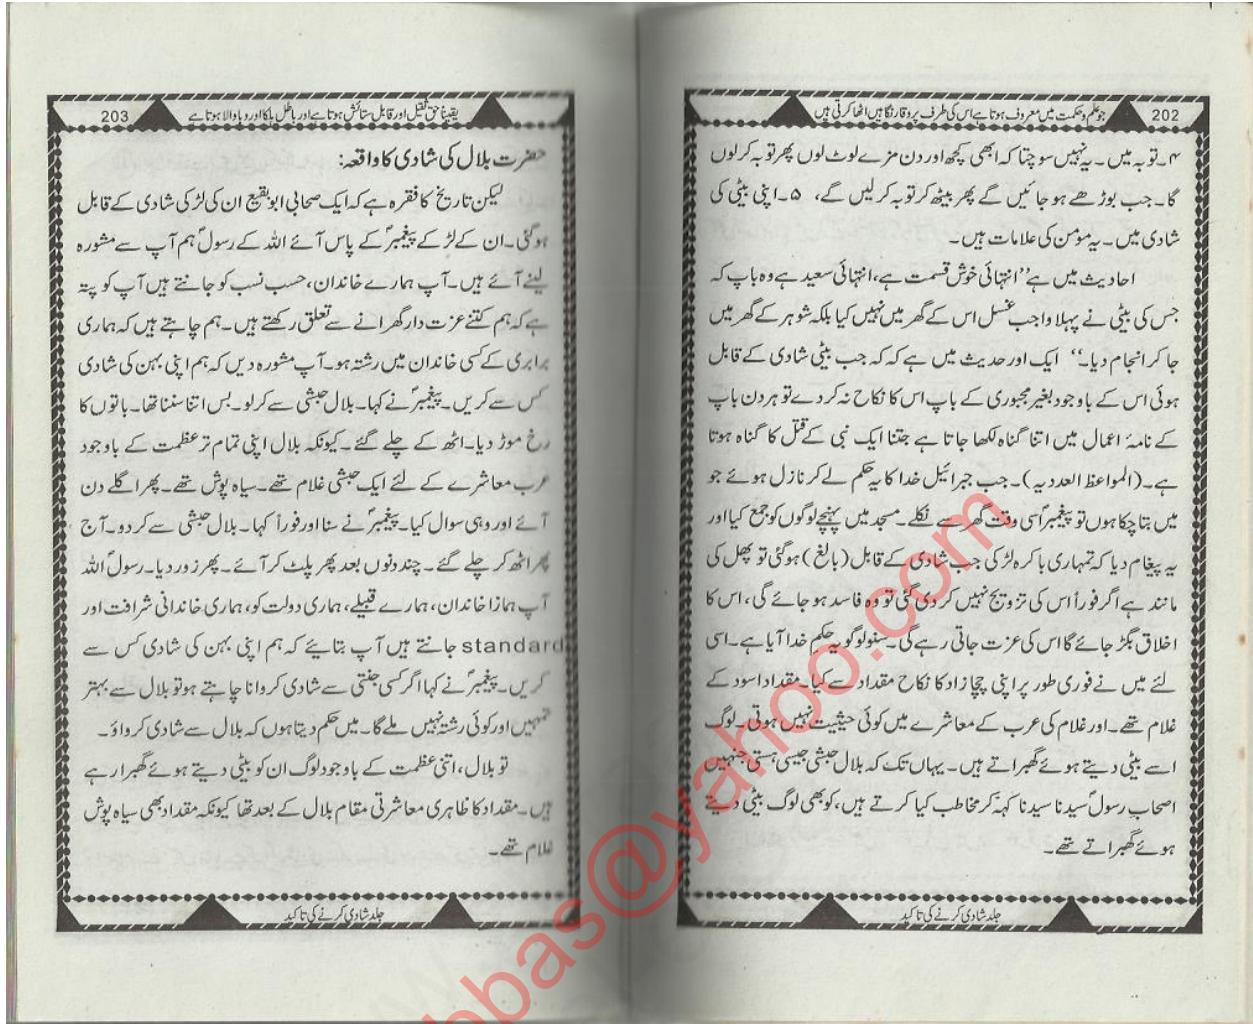 202
جو علم و حکمت میں معروف ہوتا ہے اس کی طرف پر وقار نگاہیں اٹھا کرتی ہیں
۴۔ توبہ میں۔ یہ نہیں سوچتا کہ ابھی کچھ اور دن مزے لوٹ لوں پھر توبہ کر لوں
گا۔ جب بوڑھے ہو جائیں گے پھر بیٹھ کر توبہ کر لیں گے، ۵۔ اپنی بیٹی کی
شادی میں۔ یہ مومن کی علامات ہیں۔
احادیث میں ہے ”انتہائی خوش قسمت ہے، انتہائی سعید ہے وہ باپ کہ
جس کی بیٹی نے پہلا واجب غسل اس کے گھر میں نہیں کیا بلکہ شوہر کے گھر میں
جا کر انجام دیا۔“ ایک اور حدیث میں ہے کہ کہ جب بیٹی شادی کے قابل
ہوئی اس کے باوجود بغیر مجبوری کے باپ اس کا نکاح نہ کر دے تو ہر دن باپ
کے نامۂ اعمال میں اتنا گناہ لکھا جاتا ہے جتنا ایک نبی کے قتل کا گناہ ہوتا
ہے۔ (المواعظ العددیہ)۔ جب جبرائیل خدا کا یہ حکم لے کر نازل ہوئے جو
میں بتا چکا ہوں تو پیغمبرؐ اسی وقت گھر سے نکلے۔ مسجد میں پہنچے لوگوں کو جمع کیا اور
یہ پیغام دیا کہ تمہاری باکرہ لڑکی جب شادی کے قابل (بالغ) ہو گئی تو پھل کی
مانند ہے اگر فوراً اس کی تزویج نہیں کر دی گئی تو وہ فاسد ہو جائے گی، اس کا
اخلاق بگڑ جائے گا اس کی عزت جاتی رہے گی۔ سنو لوگو یہ حکم خدا آیا ہے۔ اسی
لئے میں نے فوری طور پر اپنی چچا زاد کا نکاح مقداد سے کیا۔ مقداد اسود کے
غلام تھے۔ اور غلام کی عرب کے معاشرے میں کوئی حیثیت نہیں ہوتی۔ لوگ
اسے بیٹی دیتے ہوئے گھبراتے ہیں۔ یہاں تک کہ بلال حبشی جیسی ہستی جنہیں
اصحاب رسولؐ سیدنا سیدنا کہہ کر مخاطب کیا کرتے ہیں، کو بھی لوگ بیٹی دیتے
ہوئے گھبراتے تھے۔
جلد شادی کرنے کی تاکید
203
یقیناً حق ثقیل اور قابل ستائش ہوتا ہے اور باطل ہلکا اور و باوالا ہوتا ہے
حضرت بلال کی شادی کا واقعہ:
لیکن تاریخ کا فقرہ ہے کہ ایک صحابی ابو بقیع ان کی لڑکی شادی کے قابل
ہو گئی۔ ان کے لڑکے پیغمبرؐ کے پاس آئے اللہ کے رسولؐ ہم آپ سے مشورہ
لینے آئے ہیں۔ آپ ہمارے خاندان، حسب نسب کو جانتے ہیں آپ کو پتہ
ہے کہ ہم کتنے عزت دار گھرانے سے تعلق رکھتے ہیں۔ ہم چاہتے ہیں کہ ہماری
برابری کے کسی خاندان میں رشتہ ہو۔ آپ مشورہ دیں کہ ہم اپنی بہن کی شادی
کس سے کریں۔ پیغمبرؐ نے کہا۔ بلال حبشی سے کر لو۔ بس اتنا سننا تھا۔ باتوں کا
رخ موڑ دیا۔ اٹھ کے چلے گئے۔ کیونکہ بلال اپنی تمام تر عظمت کے باوجود
عرب معاشرے کے لئے ایک حبشی غلام تھے۔ سیاہ پوش تھے۔ پھر اگلے دن
آئے اور وہی سوال کیا۔ پیغمبرؐ نے سنا اور فوراً کہا۔ بلال حبشی سے کر دو۔ آج
پھر اٹھ کر چلے گئے۔ چند دنوں بعد پھر پلٹ کر آئے۔ پھر زور دیا۔ رسولؐ اللہ
آپ ہمارا خاندان، ہمارے قبیلے، ہماری دولت کو، ہماری خاندانی شرافت اور
standard جانتے ہیں آپ بتائیے کہ ہم اپنی بہن کی شادی کس سے
کریں۔ پیغمبرؐ نے کہا اگر کسی جنتی سے شادی کروانا چاہتے ہو تو بلال سے بہتر
تمہیں اور کوئی رشتہ نہیں ملے گا۔ میں حکم دیتا ہوں کہ بلال سے شادی کرواؤ۔
تو بلال، اتنی عظمت کے باوجود لوگ ان کو بیٹی دیتے ہوئے گھبرا رہے
ہیں۔ مقداد کا ظاہری معاشرتی مقام بلال کے بعد تھا کیونکہ مقداد بھی سیاہ پوش
غلام تھے۔
جلد شادی کرنے کی تاکید
bbas@yahoo.com